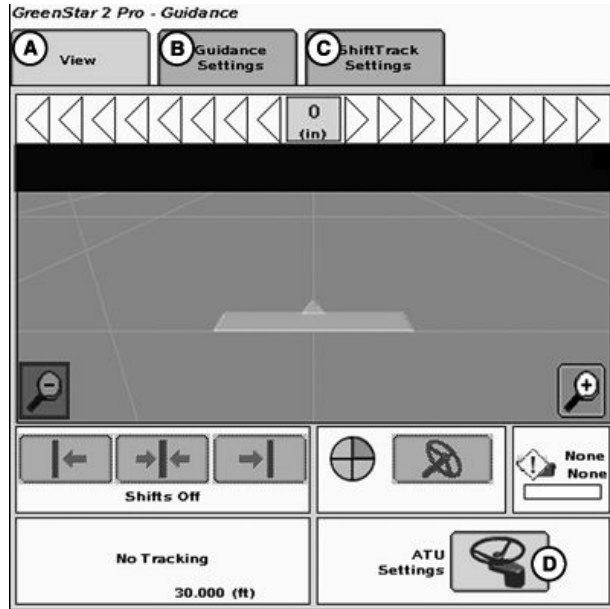 GreenStar 2 Pro - Guidance
A
View
B
Guidance
Settings
C
ShiftTrack
Settings
0
(in)
Shifts Off
None
None
No Tracking
30.000 (ft)
ATU
Settings
D